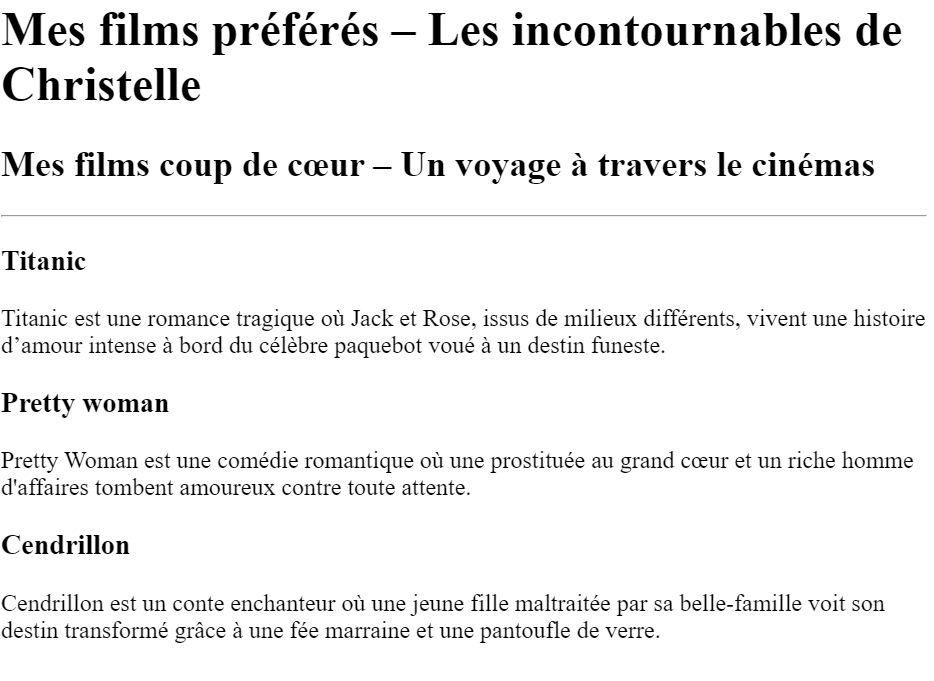 Mes films préférés – Les incontournables de
Christelle
Mes films coup de cœur – Un voyage à travers le cinémas
Titanic
Titanic est une romance tragique où Jack et Rose, issus de milieux différents, vivent une histoire
d’amour intense à bord du célèbre paquebot voué à un destin funeste.
Pretty woman
Pretty Woman est une comédie romantique où une prostituée au grand cœur et un riche homme
d'affaires tombent amoureux contre toute attente.
Cendrillon
Cendrillon est un conte enchanteur où une jeune fille maltraitée par sa belle-famille voit son
destin transformé grâce à une fée marraine et une pantoufle de verre.